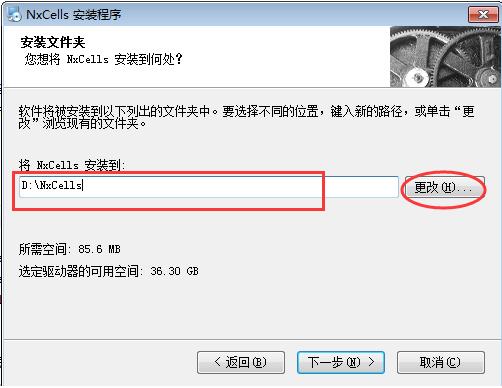 NxCells 安装程序
安装文件夹
您想将 NxCells 安装到何处?
软件将被安装到以下列出的文件夹中。要选择不同的位置，键入新的路径，或单击“更
改”浏览现有的文件夹。
将 NxCells 安装到:
D:\NxCells
更改(H)...
所需空间: 85.6 MB
选定驱动器的可用空间: 36.30 GB
< 返回(B) 下一步(N) > 取消(C)